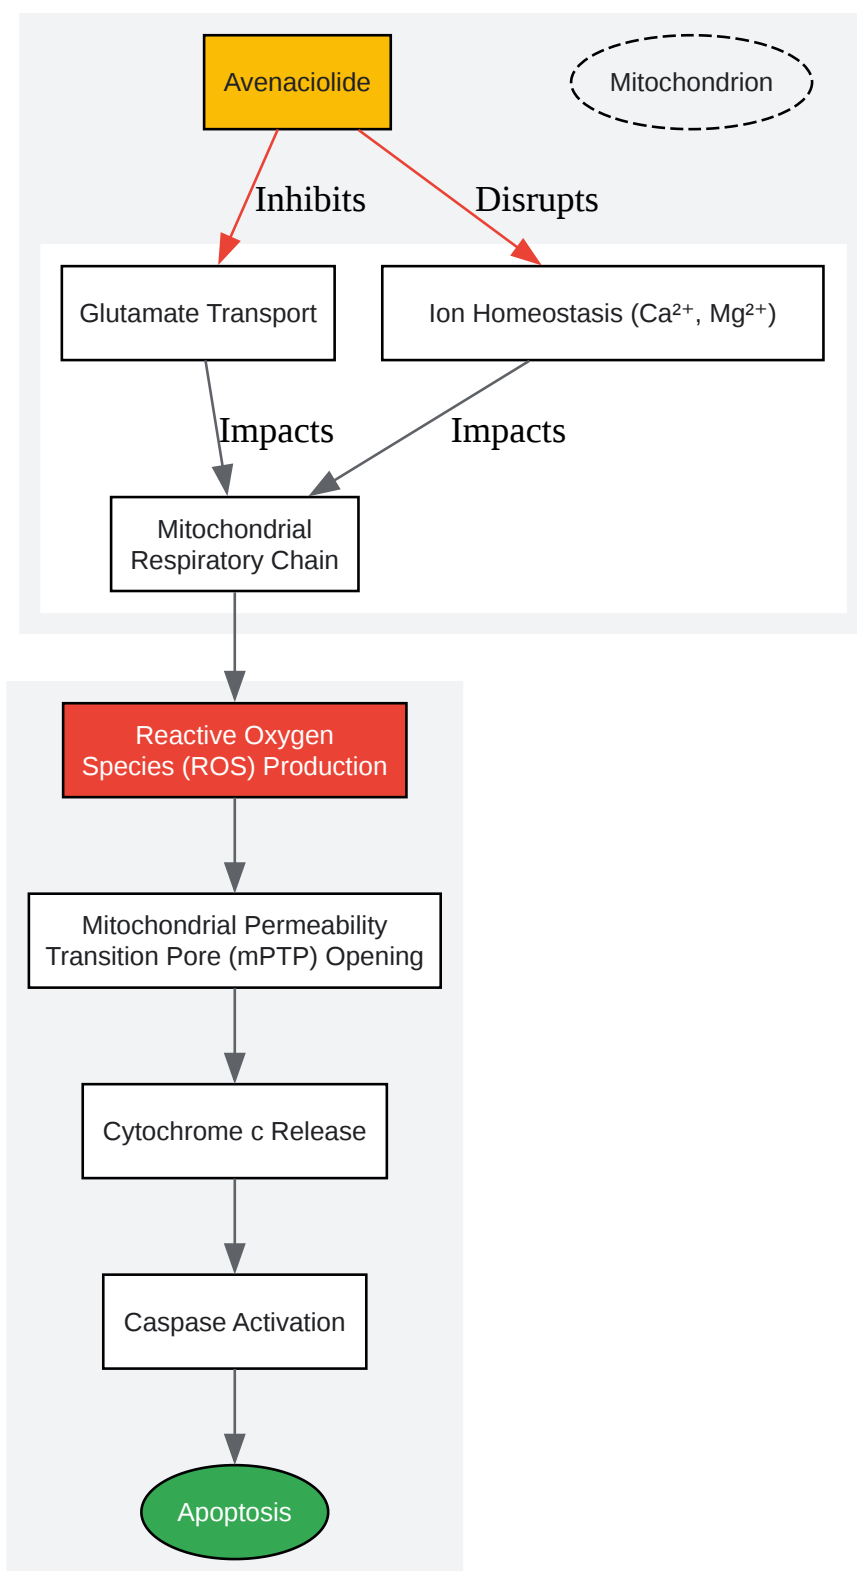 Avenaciolide
Mitochondrion
Inhibits
Disrupts
Glutamate Transport
Ion Homeostasis (Ca²⁺, Mg²⁺)
Impacts
Impacts
Mitochondrial
Respiratory Chain
Reactive Oxygen
Species (ROS) Production
Mitochondrial Permeability
Transition Pore (mPTP) Opening
Cytochrome c Release
Caspase Activation
Apoptosis